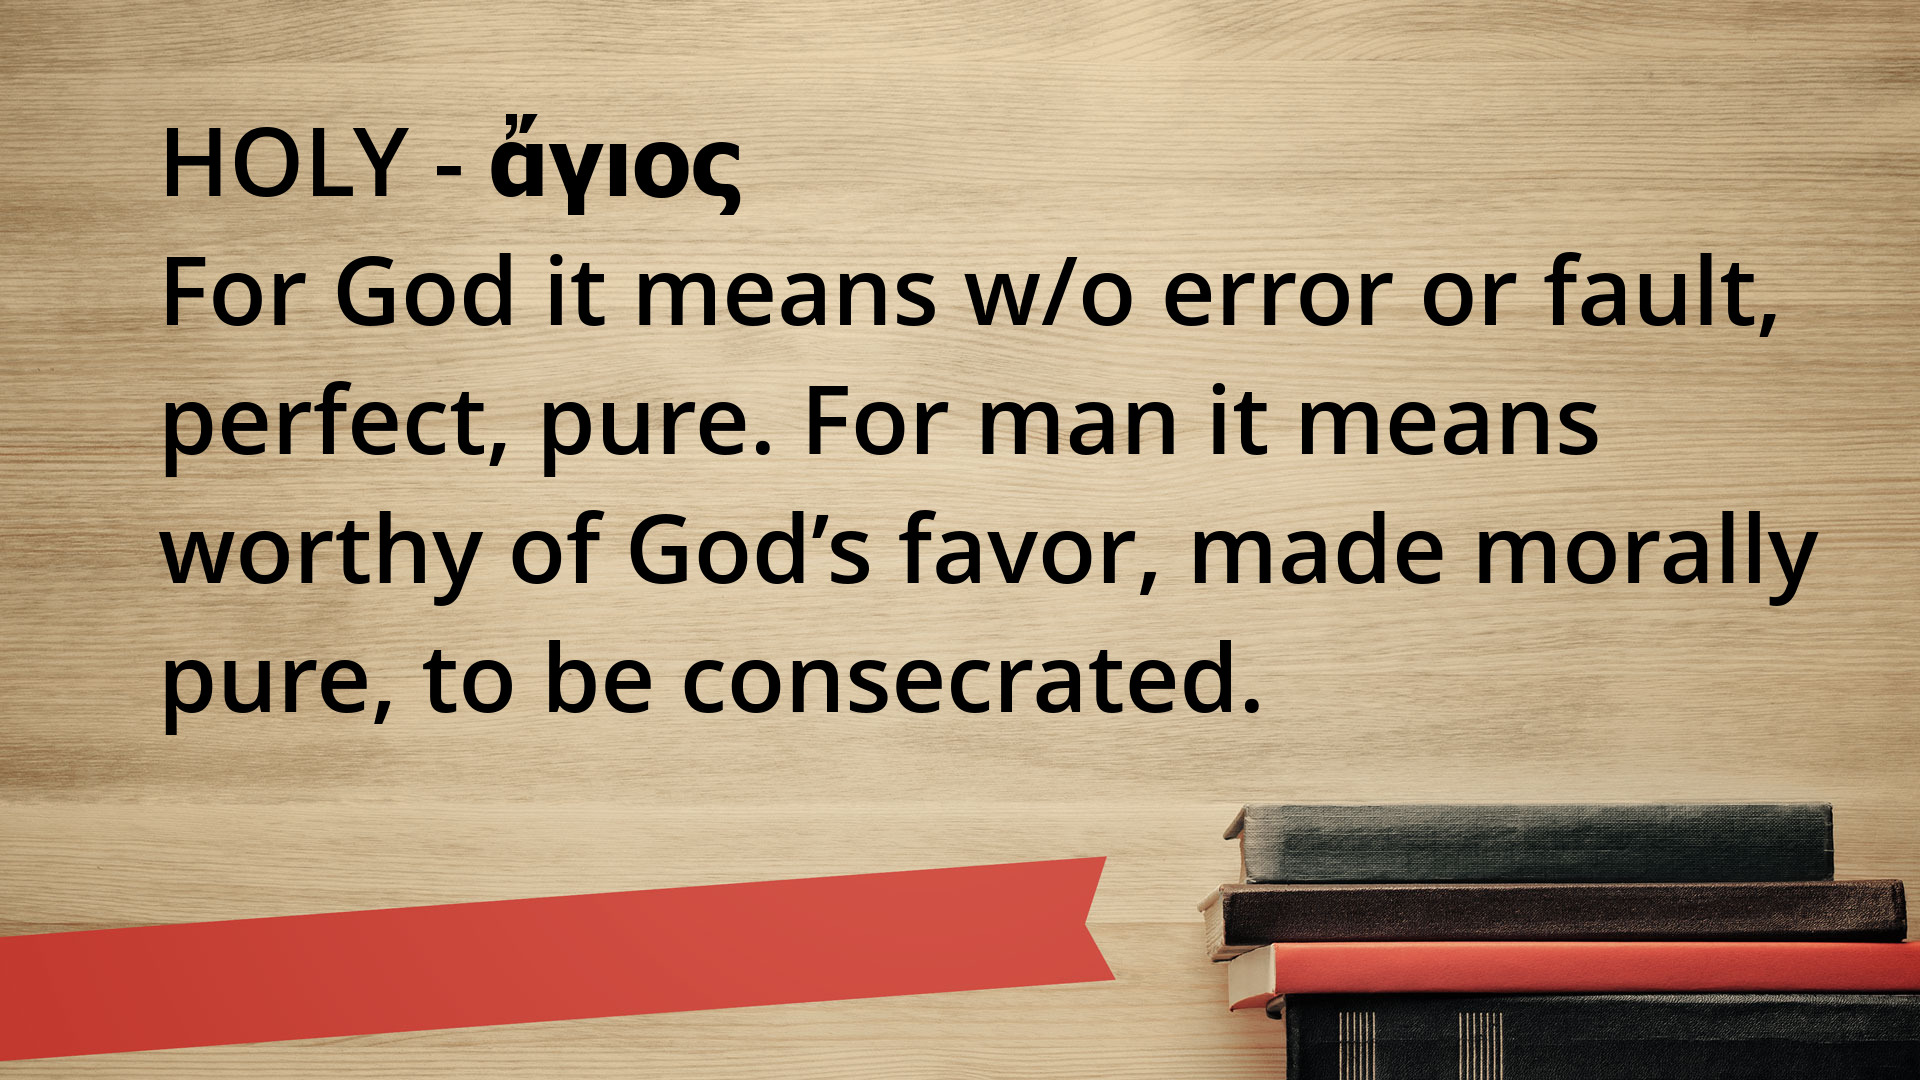 HOLY - ἄγιος
For God it means w/o error or fault,
perfect, pure. For man it means
worthy of God’s favor, made morally
pure, to be consecrated.